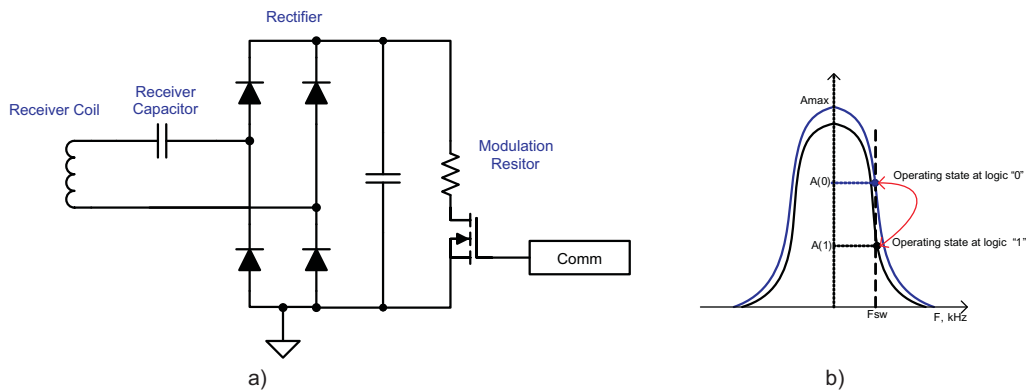 Rectifier
Receiver
Capacitor
Receiver Coil
Modulation
Resitor
Comm
a)
Amax
A(0)
Operating state at logic “0”
A(1)
Operating state at logic “1”
Fsw
F, kHz
b)